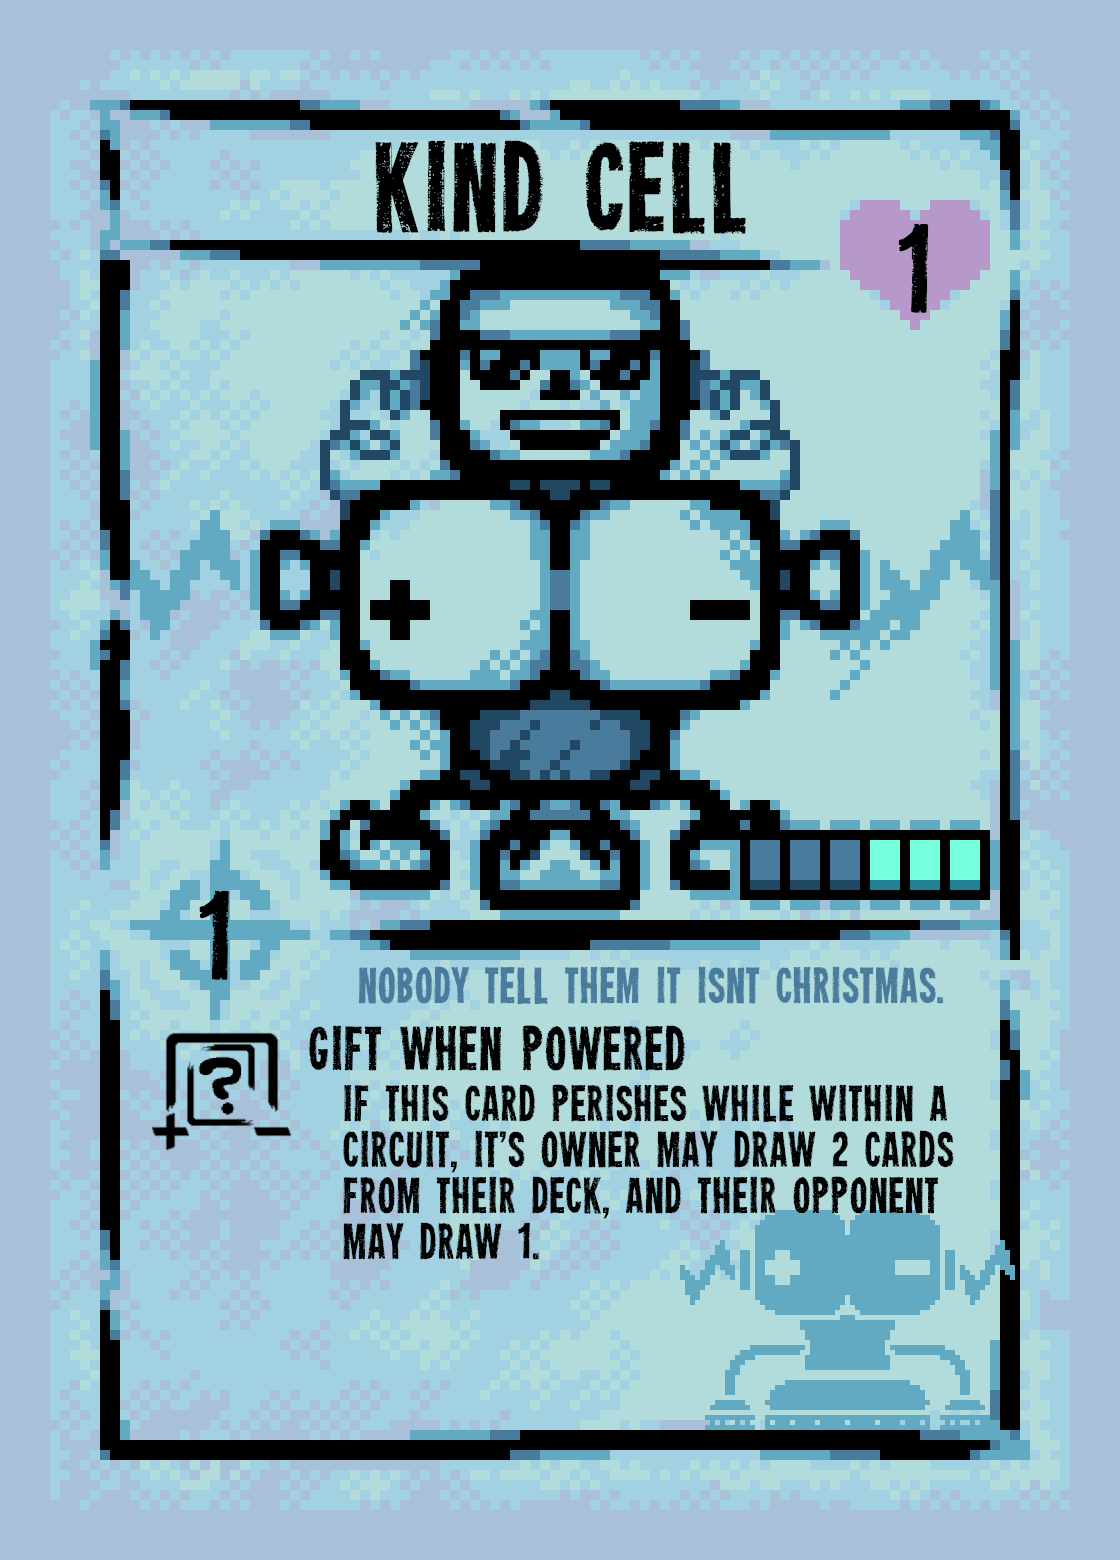 KIND CELL
1
+ -
1
NOBODY TELL THEM IT ISNT CHRISTMAS.
GIFT WHEN POWERED
?
+ -
IF THIS CARD PERISHES WHILE WITHIN A
CIRCUIT, IT'S OWNER MAY DRAW 2 CARDS
FROM THEIR DECK, AND THEIR OPPONENT
MAY DRAW 1.
+ -